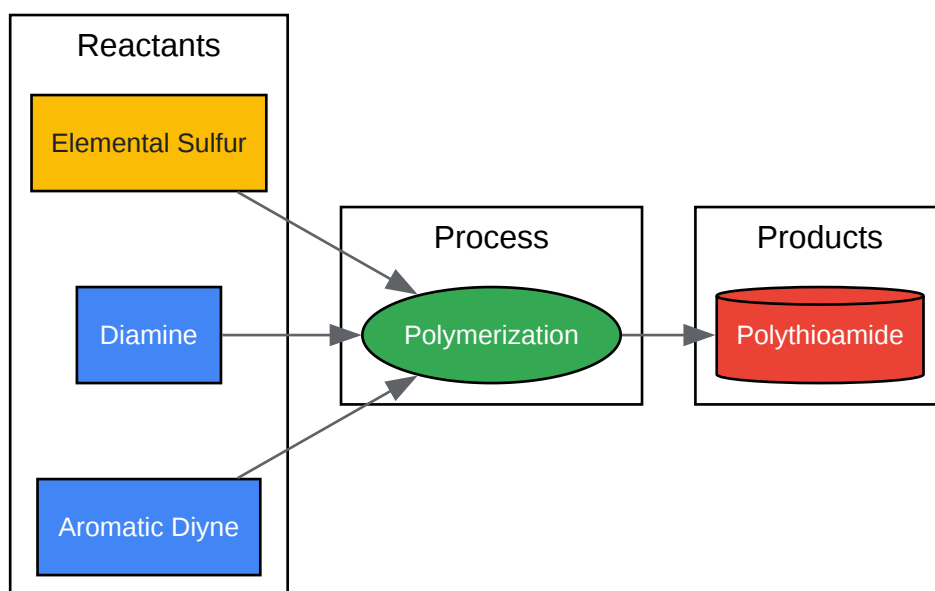 Reactants
Elemental Sulfur
Diamine
Aromatic Diyne
Process
Polymerization
Products
Polythioamide